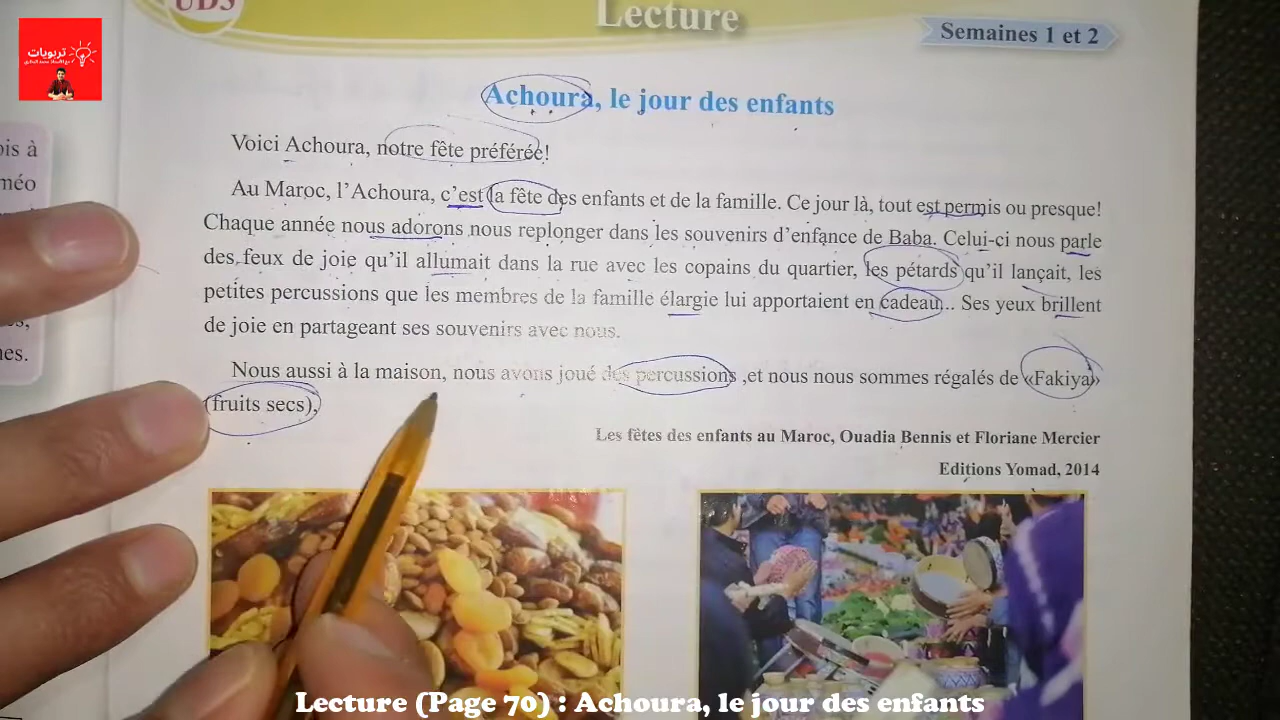 تربويات
UD5
Lecture
Semaines 1 et 2
Achoura, le jour des enfants
Voici Achoura, notre fête préférée!
Au Maroc, l'Achoura, c'est la fête des enfants et de la famille. Ce jour là, tout est permis ou presque!
Chaque année nous adorons nous replonger dans les souvenirs d'enfance de Baba. Celui-ci nous parle
des feux de joie qu'il allumait dans la rue avec les copains du quartier, les pétards qu'il lançait, les
petites percussions que les membres de la famille élargie lui apportaient en cadeau... Ses yeux brillent
de joie en partageant ses souvenirs avec nous.
Nous aussi à la maison, nous avons joué des percussions ,et nous nous sommes régalés de «Fakiya»
(fruits secs),
Les fêtes des enfants au Maroc, Ouadia Bennis et Floriane Mercier
Editions Yomad, 2014
ois à
méo
nes.
Lecture (Page 70) : Achoura, le jour des enfants